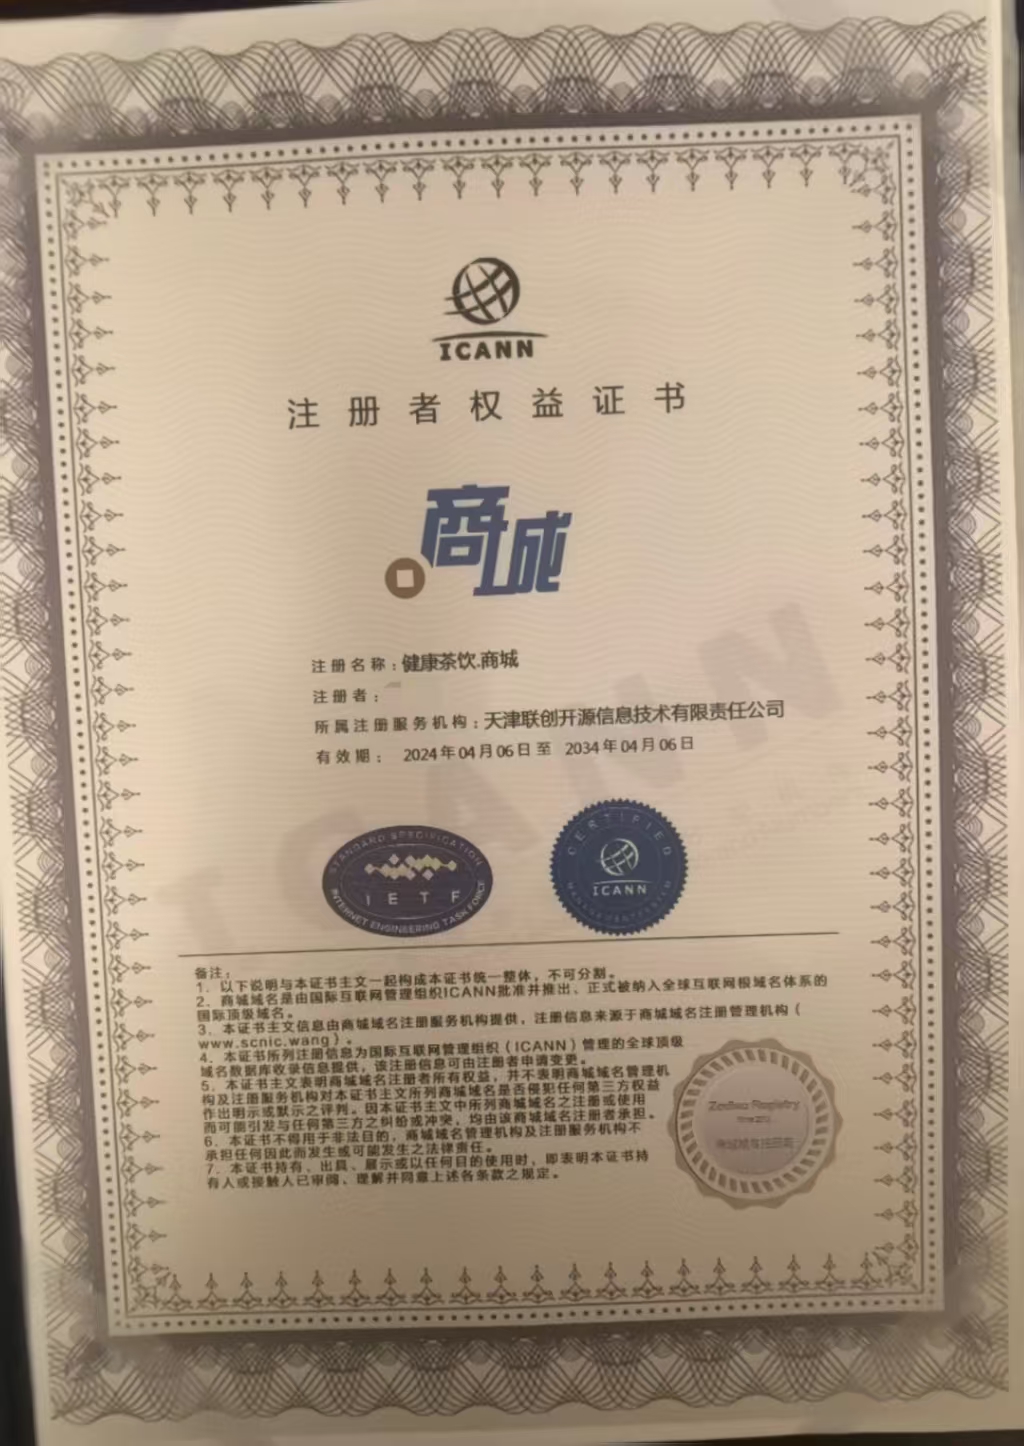 ICANN
注册者权益证书
商城
注册名称：健康茶饮.商城
注册者：
所属注册服务机构：天津联创开源信息技术有限责任公司
有效期： 2024年04月06日至 2034年04月06日
STANDARD SPECIFICATION
IETF
INTERNET ENGINEERING TASK FORCE
CERTIFIED
ICANN
ICANN
备注：
1．以下说明与本证书主文一起构成本证书统一整体，不可分割。
2．商城域名是由国际互联网管理组织ICANN批准并推出、正式被纳入全球互联网根域名体系的
国际顶级域名。
3．本证书主文信息由商城域名注册服务机构提供，注册信息来源于商城域名注册管理机构（
www.scnic.wang）。
4．本证书所列注册信息为国际互联网管理组织（ICANN）管理的全球顶级
域名数据库收录信息提供，该注册信息可由注册者申请变更。
5．本证书主文表明商城域名注册者所有权益，并不表明商城域名管理机
构及注册服务机构对本证书主文所列商城域名是否侵犯任何第三方权益
作出明示或默示之评判。因本证书主文中所列商城域名之注册或使用
而可能引发与任何第三方之纠纷或冲突，均由该商城域名注册者承担。
6．本证书不得用于非法目的，商城域名管理机构及注册服务机构不
承担任何因此而发生或可能发生之法律责任。
7．本证书持有、出具、展示或以任何目的使用时，即表明本证书持
有人或接触人已审阅、理解并同意上述各条款之规定。
Registry